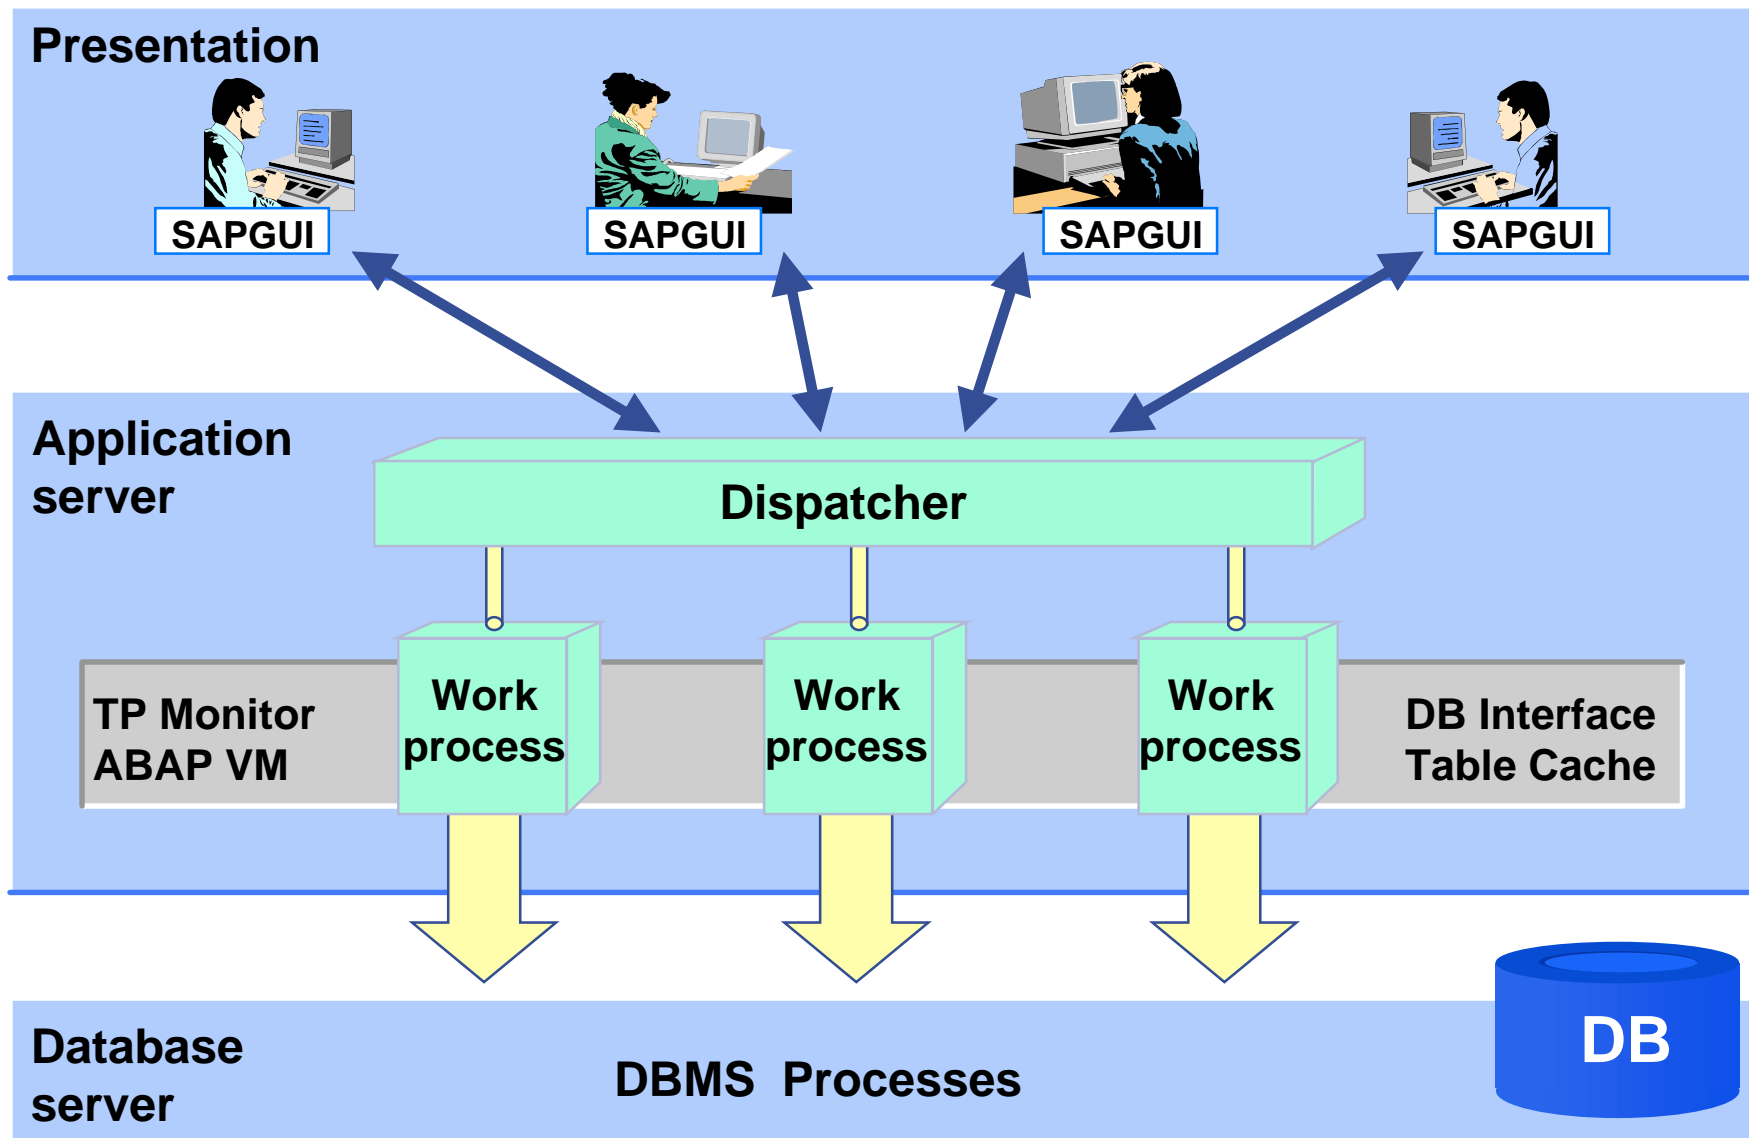 Presentation
SAPGUI
SAPGUI
SAPGUI
SAPGUI
Application
server
Dispatcher
TP Monitor
ABAP VM
Work
process
Work
process
Work
process
DB Interface
Table Cache
Database
server
DBMS Processes
DB